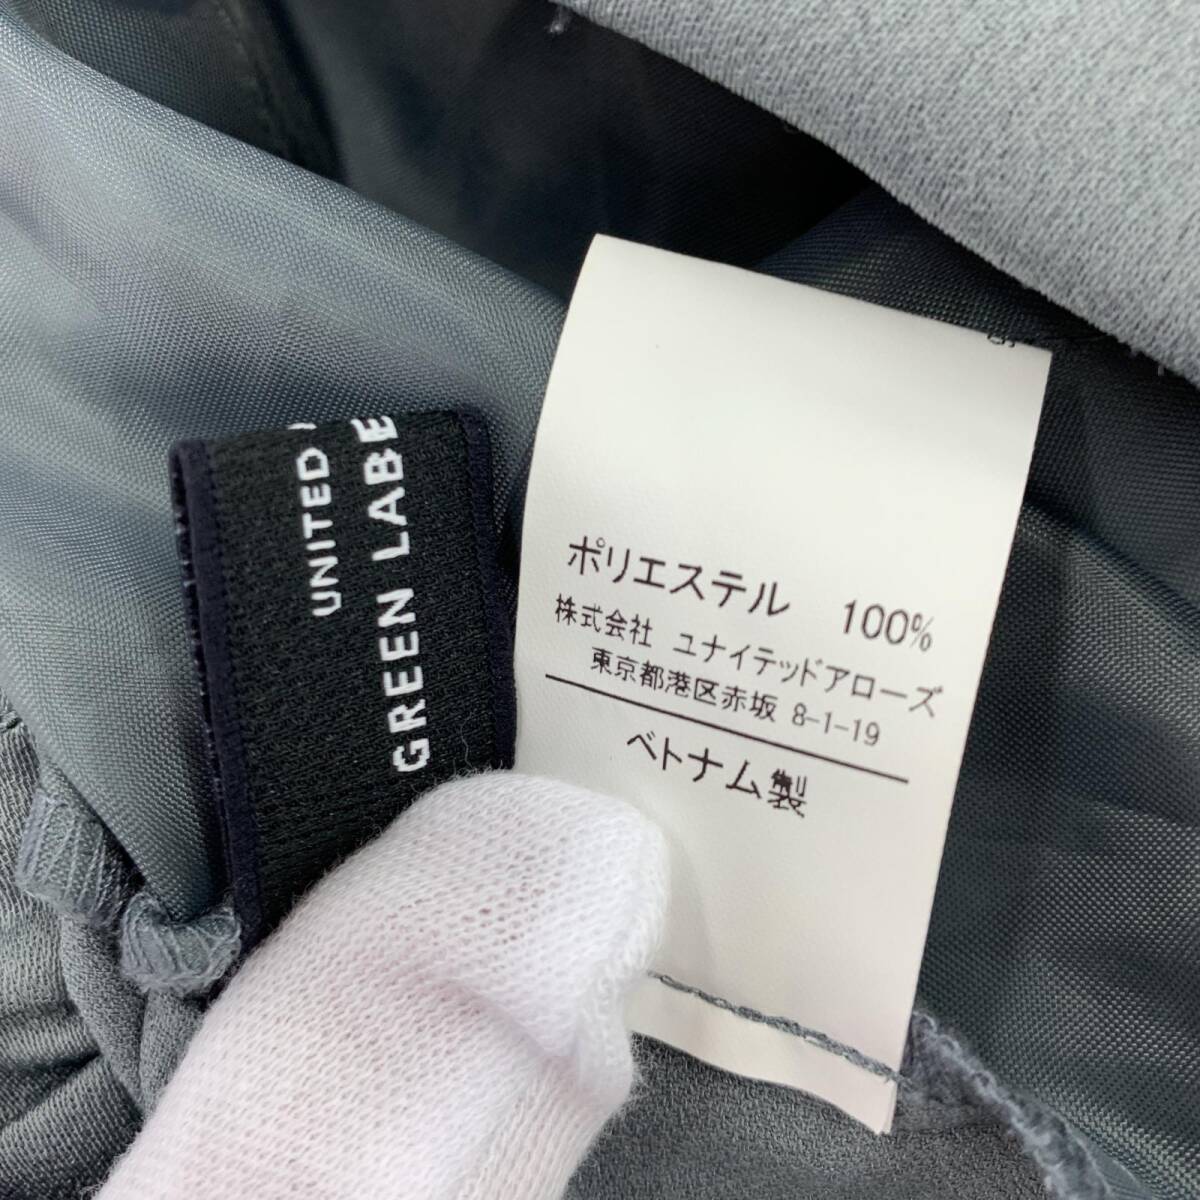 UNITED
GREEN LABE
ポリエステル 100%
株式会社 ユナイテッドアローズ
東京都港区赤坂 8-1-19
ベトナム製